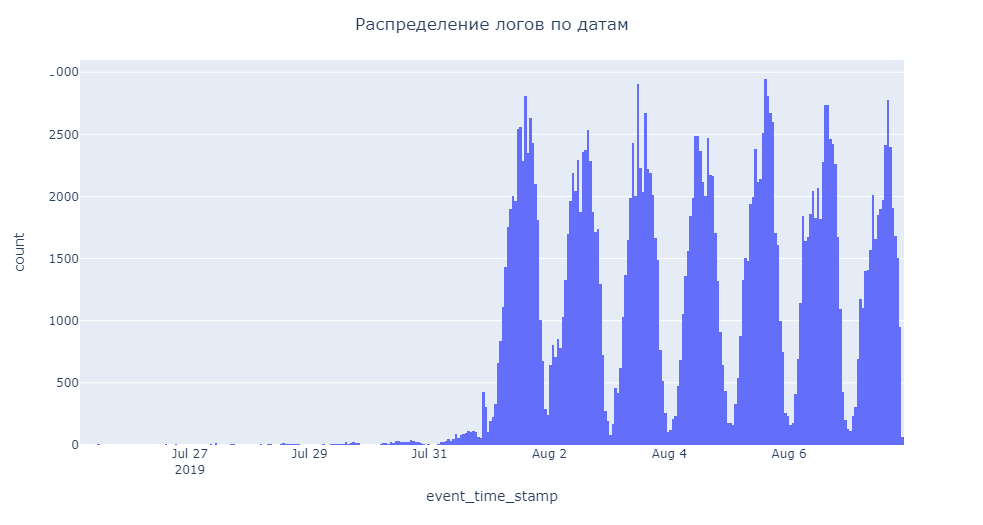 Распределение логов по датам
2500
2000
1500
1000
500
0
count
Jul 27
2019
Jul 29
Jul 31
Aug 2
Aug 4
Aug 6
event_time_stamp